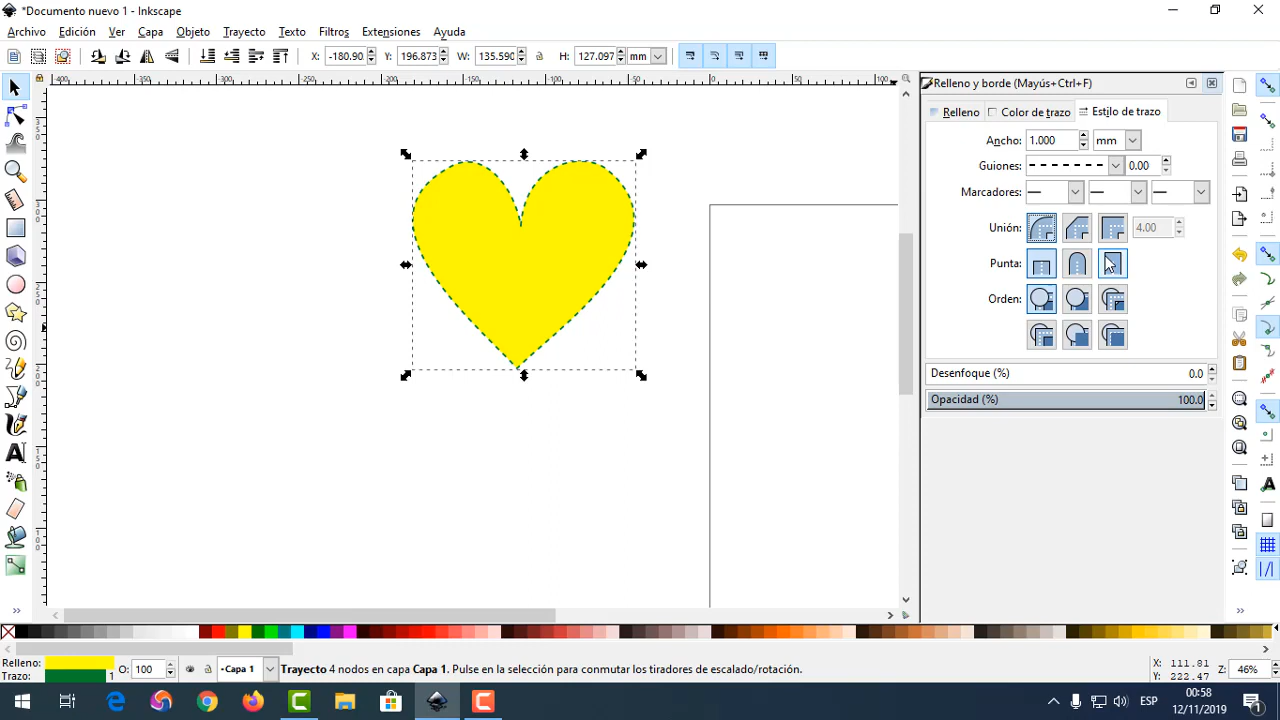 *Documento nuevo 1 - Inkscape
Archivo Edición Ver Capa Objeto Trayecto Texto Filtros Extensiones Ayuda
X: -180.90 Y: 196.873 W: 135.590 H: 127.097 mm
Relleno y borde (Mayús+Ctrl+F)
Relleno Color de trazo Estilo de trazo
Ancho: 1.000 mm
Guiones: 0.00
Marcadores:
Unión: 4.00
Punta:
Orden:
Desenfoque (%) 0.0
Opacidad (%) 100.0
Relleno: O: 100 Capa 1 Trayecto 4 nodos en capa Capa 1. Pulse en la selección para conmutar los tiradores de escalado/rotación.
Trazo: 1
X: 111.81
Y: 222.47
Z: 46%
ESP
00:58
12/11/2019